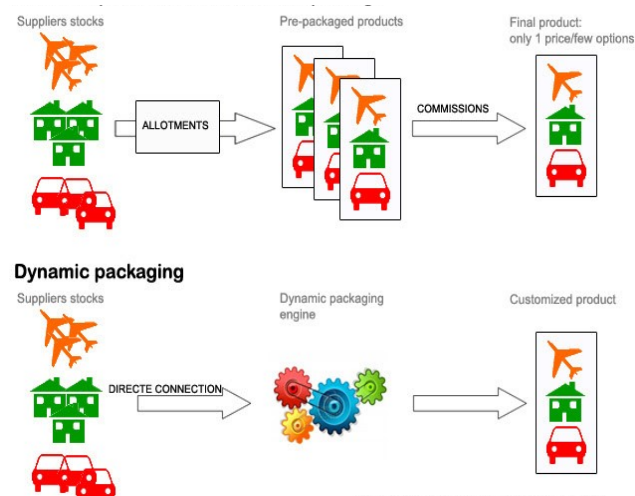 Suppliers stocks
Pre-packaged products
Final product:
only 1 price/few options
ALLOTMENTS
COMMISSIONS
Dynamic packaging
Suppliers stocks
Dynamic packaging
engine
Customized product
DIRECTE CONNECTION